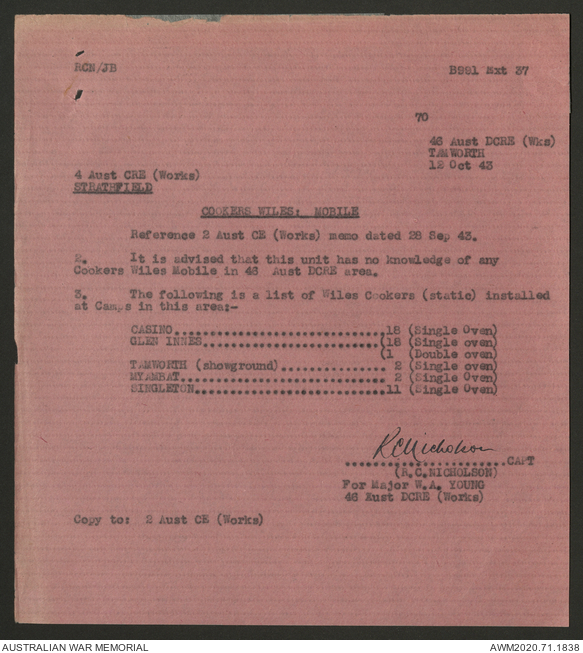 RCN/JB B991 Mxt 37
70
46 Aust DCRE (Wks)
TAMWORTH
12 Oct 43
4 Aust CRE (Works)
STRATHFIELD
COOKERS WILES: MOBILE
Reference 2 Aust CE (Works) memo dated 28 Sep 43.
2. It is advised that this unit has no knowledge of any
Cookers Wiles Mobile in 46 Aust DCRE area.
3. The following is a list of Wiles Cookers (static) installed
at Camps in this area:-
CASINO..............................18 (Single Oven)
GLEN INNES.........................(18 (Single oven)
(1 (Double oven)
TAMWORTH (showground)............... 2 (Single oven)
MYAMBAT............................. 2 (Single oven)
SINGLETON...........................11 (Single Oven)
RCNicholson
......................CAPT
(R.C.NICHOLSON)
For Major W.A. YOUNG
46 Eust DCRE (Works)
Copy to: 2 Aust CE (Works)
AUSTRALIAN WAR MEMORIAL AWM2020.71.1838